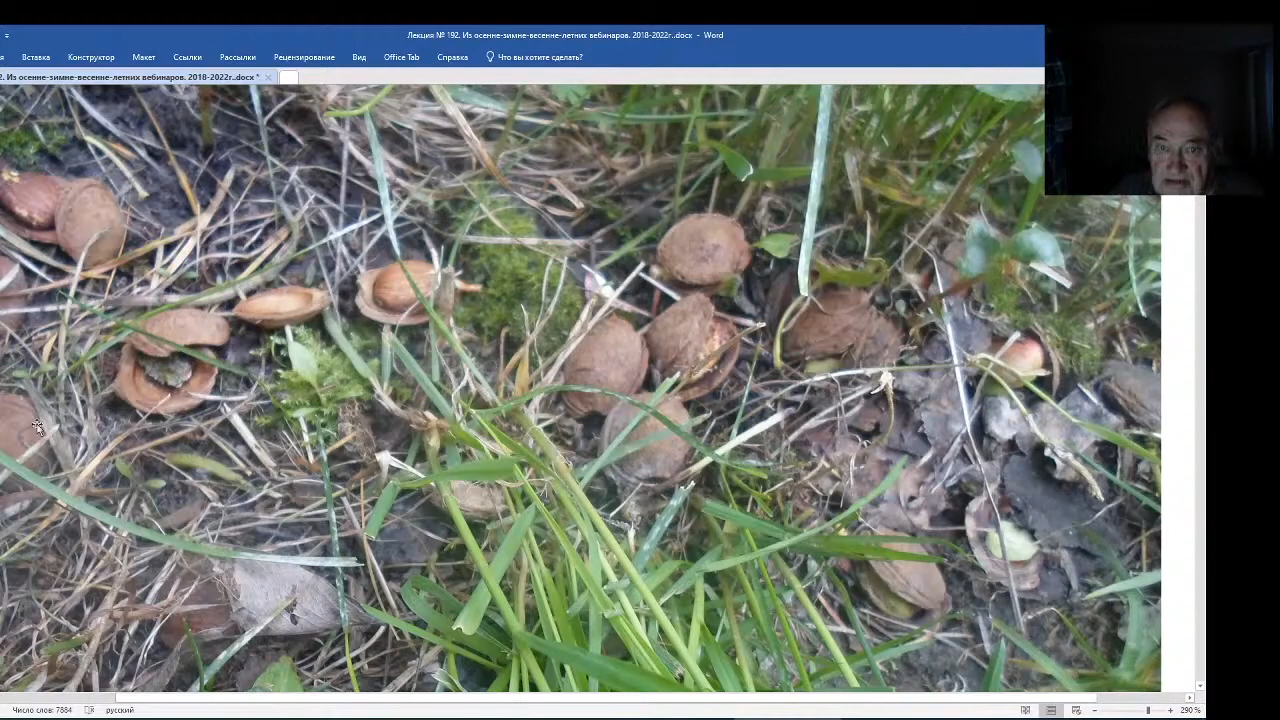 Лекция № 192. Из осенне-зимне-весенне-летних вебинаров. 2018-2022г..docx - Word
Вставка Конструктор Макет Ссылки Рассылки Рецензирование Вид Office Tab Справка Что вы хотите сделать?
2. Из осенне-зимне-весенне-летних вебинаров. 2018-2022г..docx *
Число слов: 7884 русский 290 %